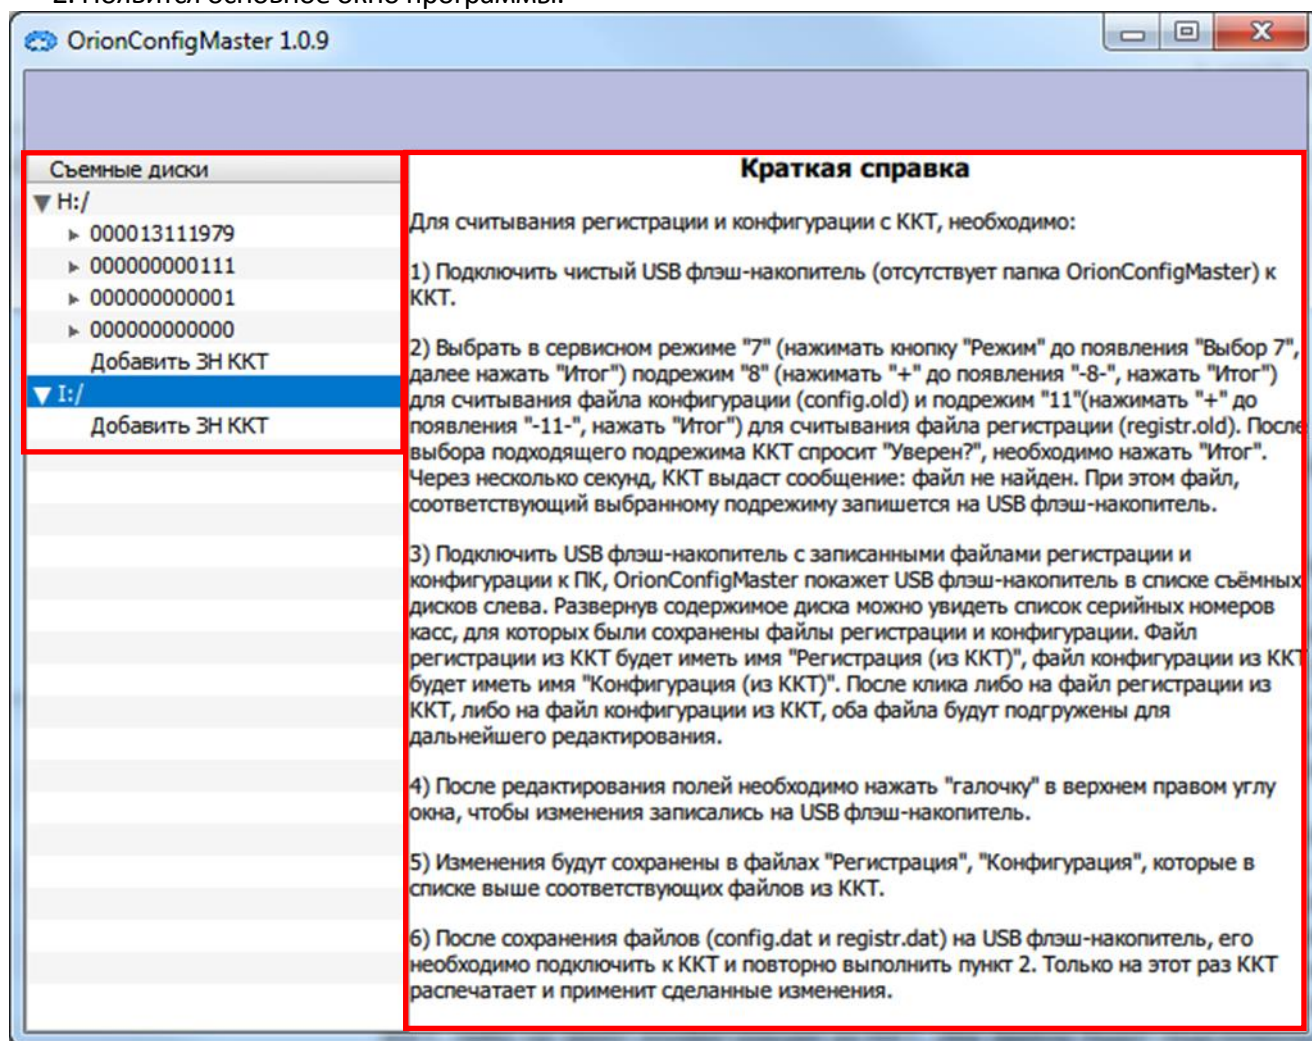 2. Появится основное окно программы.
OrionConfigMaster 1.0.9
Съемные диски
H:/
000013111979
000000000111
000000000001
000000000000
Добавить ЗН ККТ
I:/
Добавить ЗН ККТ
Краткая справка
Для считывания регистрации и конфигурации с ККТ, необходимо:
1) Подключить чистый USB флэш-накопитель (отсутствует папка OrionConfigMaster) к
ККТ.
2) Выбрать в сервисном режиме "7" (нажимать кнопку "Режим" до появления "Выбор 7",
далее нажать "Итог") подрежим "8" (нажимать "+" до появления "-8-", нажать "Итог")
для считывания файла конфигурации (config.old) и подрежим "11"(нажимать "+" до
появления "-11-", нажать "Итог") для считывания файла регистрации (registr.old). После
выбора подходящего подрежима ККТ спросит "Уверен?", необходимо нажать "Итог".
Через несколько секунд, ККТ выдаст сообщение: файл не найден. При этом файл,
соответствующий выбранному подрежиму запишется на USB флэш-накопитель.
3) Подключить USB флэш-накопитель с записанными файлами регистрации и
конфигурации к ПК, OrionConfigMaster покажет USB флэш-накопитель в списке съёмных
дисков слева. Развернув содержимое диска можно увидеть список серийных номеров
касс, для которых были сохранены файлы регистрации и конфигурации. Файл
регистрации из ККТ будет иметь имя "Регистрация (из ККТ)", файл конфигурации из ККТ
будет иметь имя "Конфигурация (из ККТ)". После клика либо на файл регистрации из
ККТ, либо на файл конфигурации из ККТ, оба файла будут подгружены для
дальнейшего редактирования.
4) После редактирования полей необходимо нажать "галочку" в верхнем правом углу
окна, чтобы изменения записались на USB флэш-накопитель.
5) Изменения будут сохранены в файлах "Регистрация", "Конфигурация", которые в
списке выше соответствующих файлов из ККТ.
6) После сохранения файлов (config.dat и registr.dat) на USB флэш-накопитель, его
необходимо подключить к ККТ и повторно выполнить пункт 2. Только на этот раз ККТ
распечатает и применит сделанные изменения.